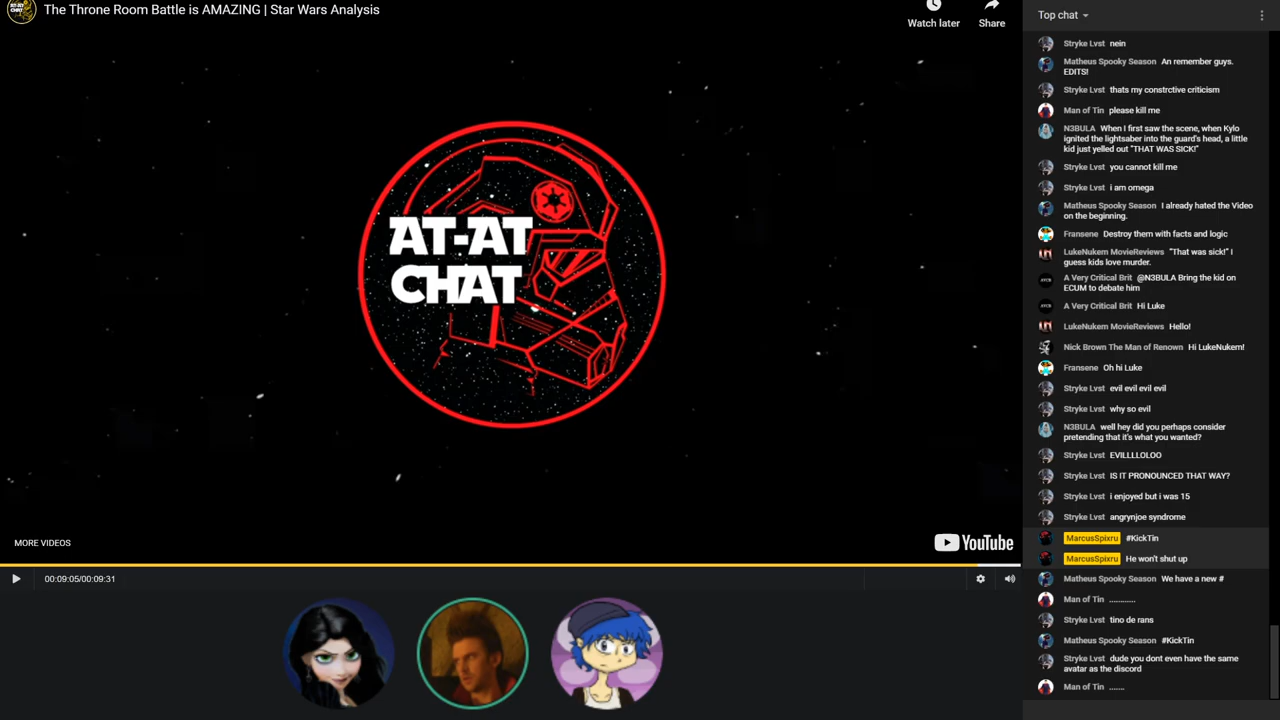 The Throne Room Battle is AMAZING | Star Wars Analysis
Watch later
Share
AT-AT
CHAT
MORE VIDEOS
YouTube
00:09:05/00:09:31
Top chat
Stryke Lvst nein
Matheus Spooky Season An remember guys.
EDITS!
Stryke Lvst thats my constrctive criticism
Man of Tin please kill me
N3BULA When I first saw the scene, when Kylo
ignited the lightsaber into the guard's head, a little
kid just yelled out "THAT WAS SICK!"
Stryke Lvst you cannot kill me
Stryke Lvst i am omega
Matheus Spooky Season I already hated the Video
on the beginning.
Fransene Destroy them with facts and logic
LukeNukem MovieReviews "That was sick!" I
guess kids love murder.
A Very Critical Brit @N3BULA Bring the kid on
ECUM to debate him
A Very Critical Brit Hi Luke
LukeNukem MovieReviews Hello!
Nick Brown The Man of Renown Hi LukeNukem!
Fransene Oh hi Luke
Stryke Lvst evil evil evil evil
Stryke Lvst why so evil
N3BULA well hey did you perhaps consider
pretending that it's what you wanted?
Stryke Lvst EVILLLLOLOO
Stryke Lvst IS IT PRONOUNCED THAT WAY?
Stryke Lvst i enjoyed but i was 15
Stryke Lvst angrynjoe syndrome
MarcusSpixru #KickTin
MarcusSpixru He won't shut up
Matheus Spooky Season We have a new #
Man of Tin ............
Stryke Lvst tino de rans
Matheus Spooky Season #KickTin
Stryke Lvst dude you dont even have the same
avatar as the discord
Man of Tin .......